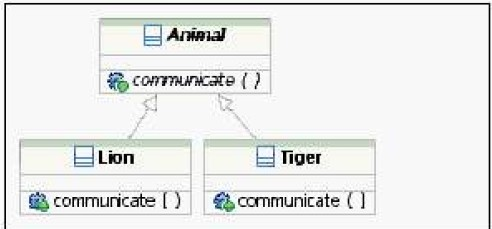 Animal
communicate ( )
Lion
Tiger
communicate ( )
communicate ( )